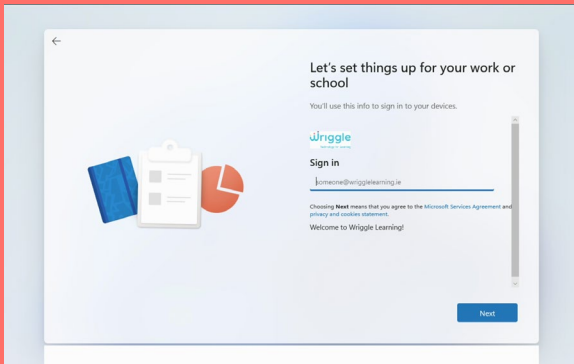 Let's set things up for your work or
school
You'll use this info to sign in to your devices.
wriggle
Sign in
someone@wrigglelearning.ie
Choosing Next means that you agree to the Microsoft Services Agreement and
privacy and cookies statement.
Welcome to Wriggle Learning!
Next